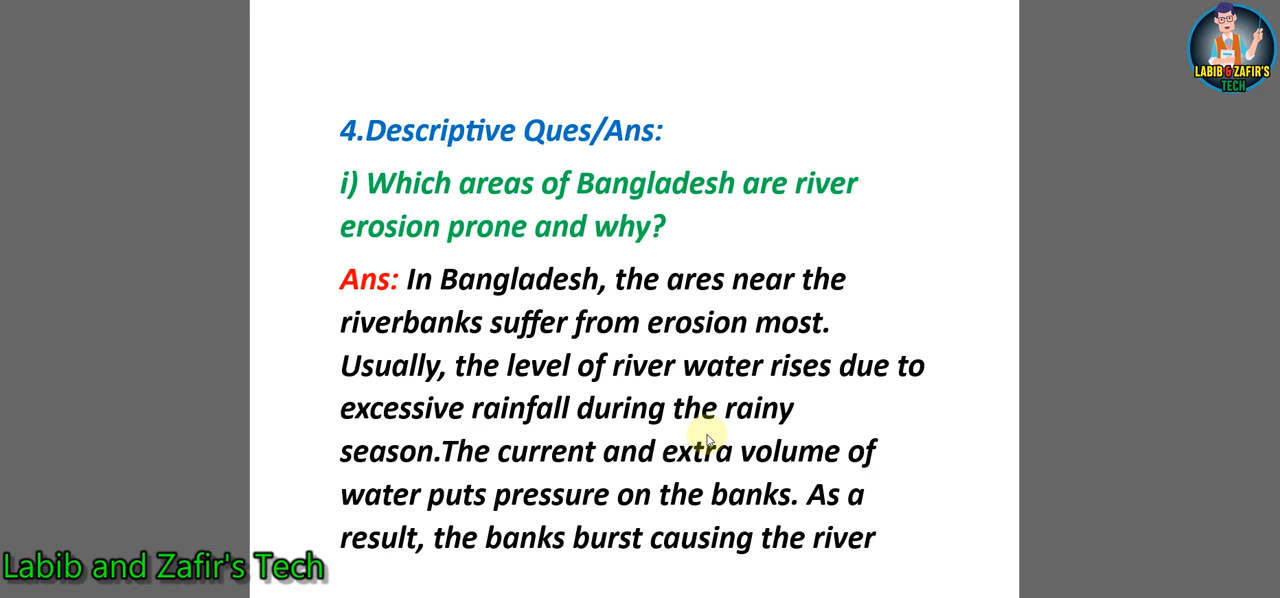 LABIB & ZAFIR'S
TECH
4.Descriptive Ques/Ans:
i) Which areas of Bangladesh are river
erosion prone and why?
Ans: In Bangladesh, the ares near the
riverbanks suffer from erosion most.
Usually, the level of river water rises due to
excessive rainfall during the rainy
season.The current and extra volume of
water puts pressure on the banks. As a
result, the banks burst causing the river
Labib and Zafir's Tech